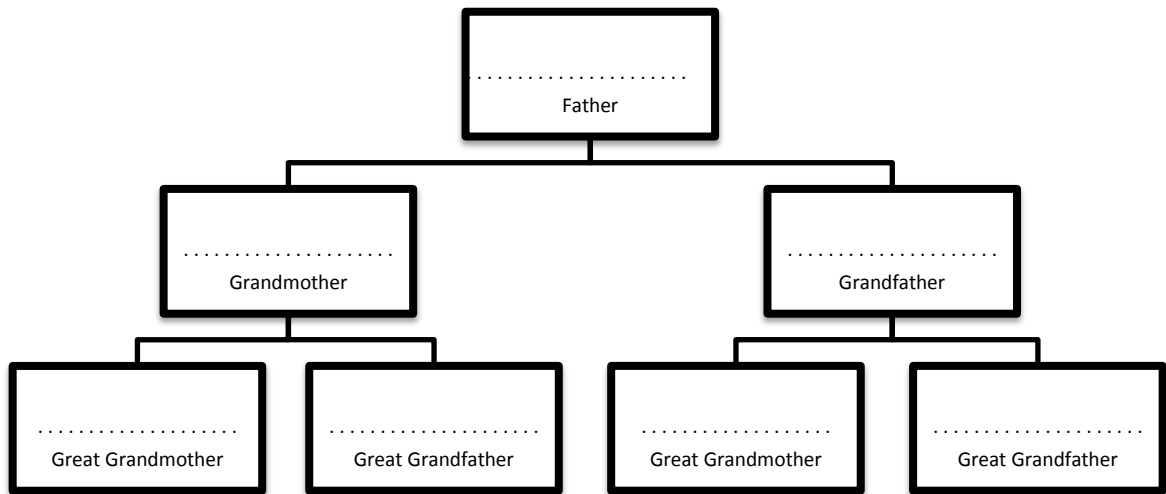 . . . . . . . . . . . . . . . . . . . . . .
Father
. . . . . . . . . . . . . . . . . . . . .
Grandmother
. . . . . . . . . . . . . . . . . . . . .
Grandfather
. . . . . . . . . . . . . . . . . . . .
Great Grandmother
. . . . . . . . . . . . . . . . . . . . .
Great Grandfather
. . . . . . . . . . . . . . . . . . .
Great Grandmother
. . . . . . . . . . . . . . . . . . . . .
Great Grandfather